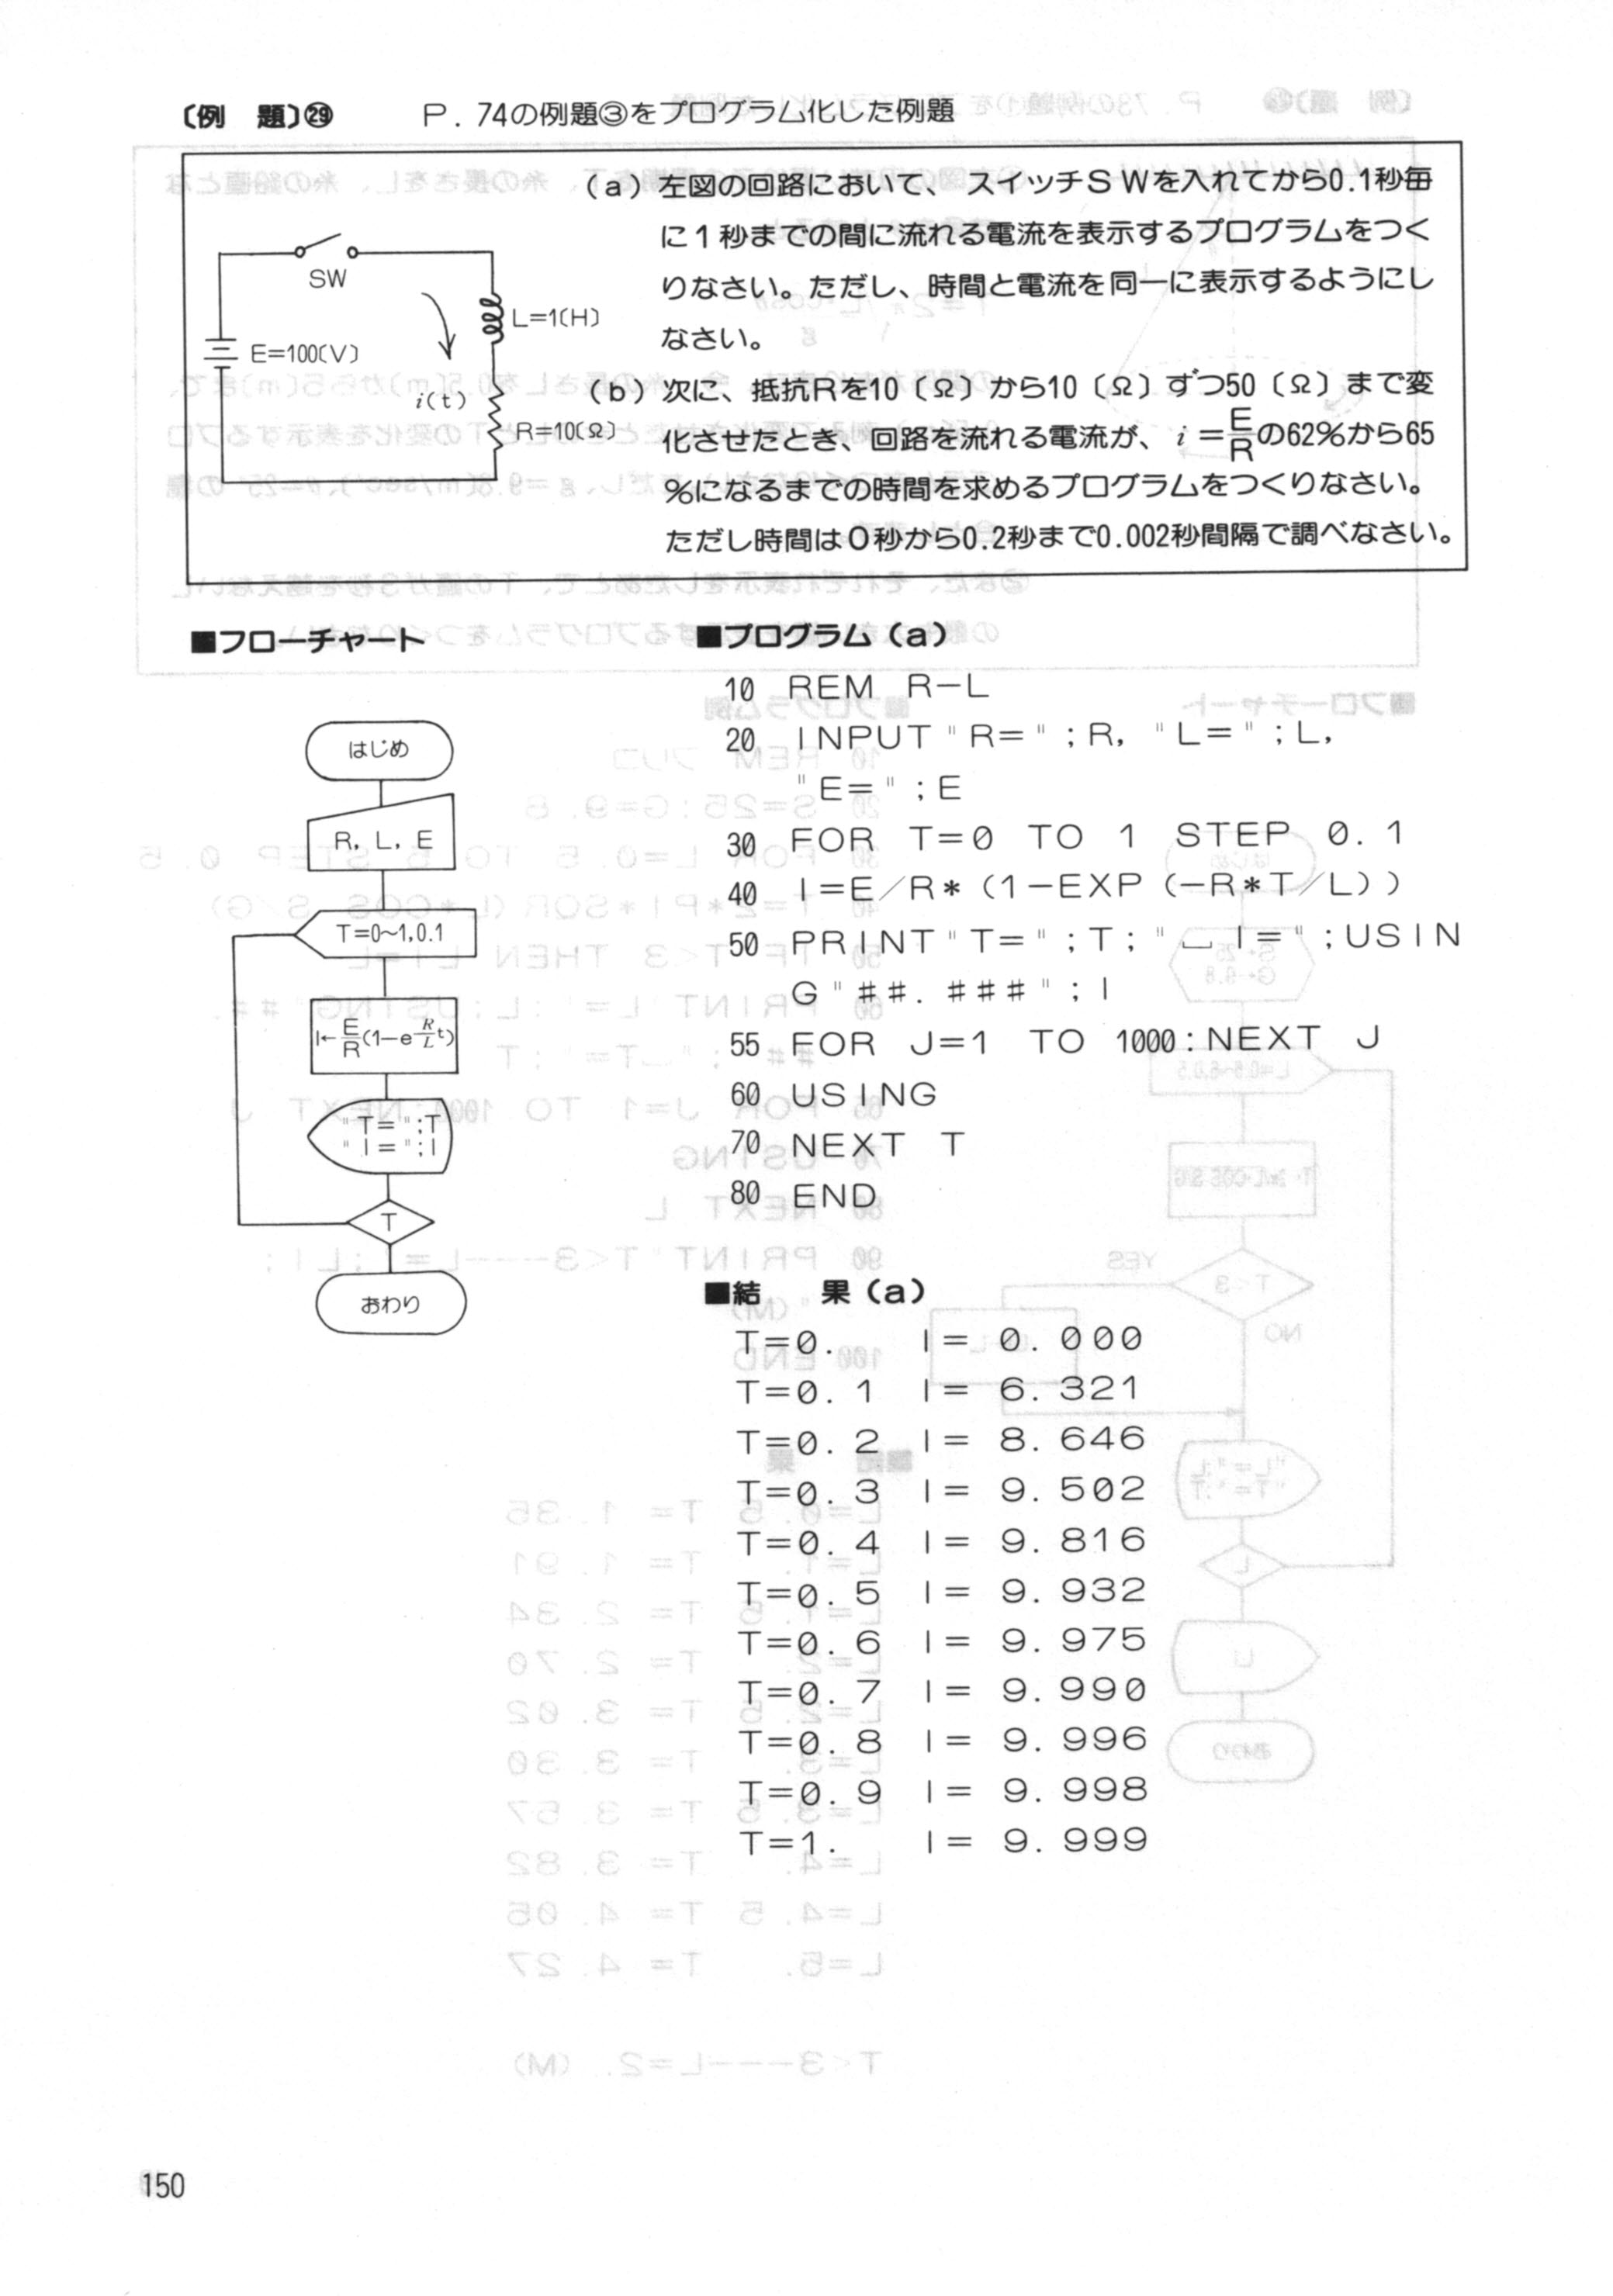 〔例　題〕㉙　P. 74の例題③をプログラム化した例題
(a) 左図の回路において、スイッチSWを入れてから0.1秒毎
に1秒までの間に流れる電流を表示するプログラムをつく
りなさい。ただし、時間と電流を同一に表示するようにし
なさい。
(b) 次に、抵抗Rを10〔Ω〕から10〔Ω〕ずつ50〔Ω〕まで変
化させたとき、回路を流れる電流が、i=E/Rの62%から65
%になるまでの時間を求めるプログラムをつくりなさい。
ただし時間は0秒から0.2秒まで0.002秒間隔で調べなさい。
SW
L=1〔H〕
E=100〔V〕
i(t)
R=10〔Ω〕
■フローチャート
はじめ
R, L, E
T=0~1,0.1
I←E/R(1−e−R/L t)
"T=";T
"I=";I
T
おわり
■プログラム(a)
10 REM R−L
20 INPUT"R=";R, "L=";L,
"E=";E
30 FOR T=0 TO 1 STEP 0.1
40 I=E/R*(1−EXP(−R*T/L))
50 PRINT"T=";T;"␣I=";USIN
G"##.###";I
55 FOR J=1 TO 1000:NEXT J
60 USING
70 NEXT T
80 END
■結　果(a)
T=0. I= 0.000
T=0.1 I= 6.321
T=0.2 I= 8.646
T=0.3 I= 9.502
T=0.4 I= 9.816
T=0.5 I= 9.932
T=0.6 I= 9.975
T=0.7 I= 9.990
T=0.8 I= 9.996
T=0.9 I= 9.998
T=1. I= 9.999
150